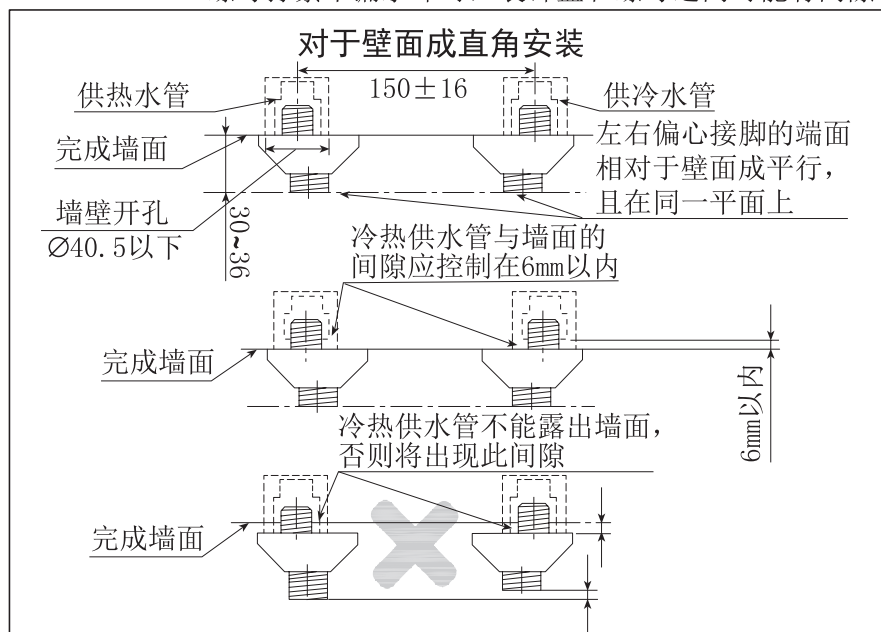 对于壁面成直角安装
150±16
供热水管
供冷水管
完成墙面
左右偏心接脚的端面
相对于壁面成平行，
且在同一平面上
墙壁开孔
Ø40.5以下
30~36
冷热供水管与墙面的
间隙应控制在6mm以内
完成墙面
6mm以内
冷热供水管不能露出墙面，
否则将出现此间隙
完成墙面